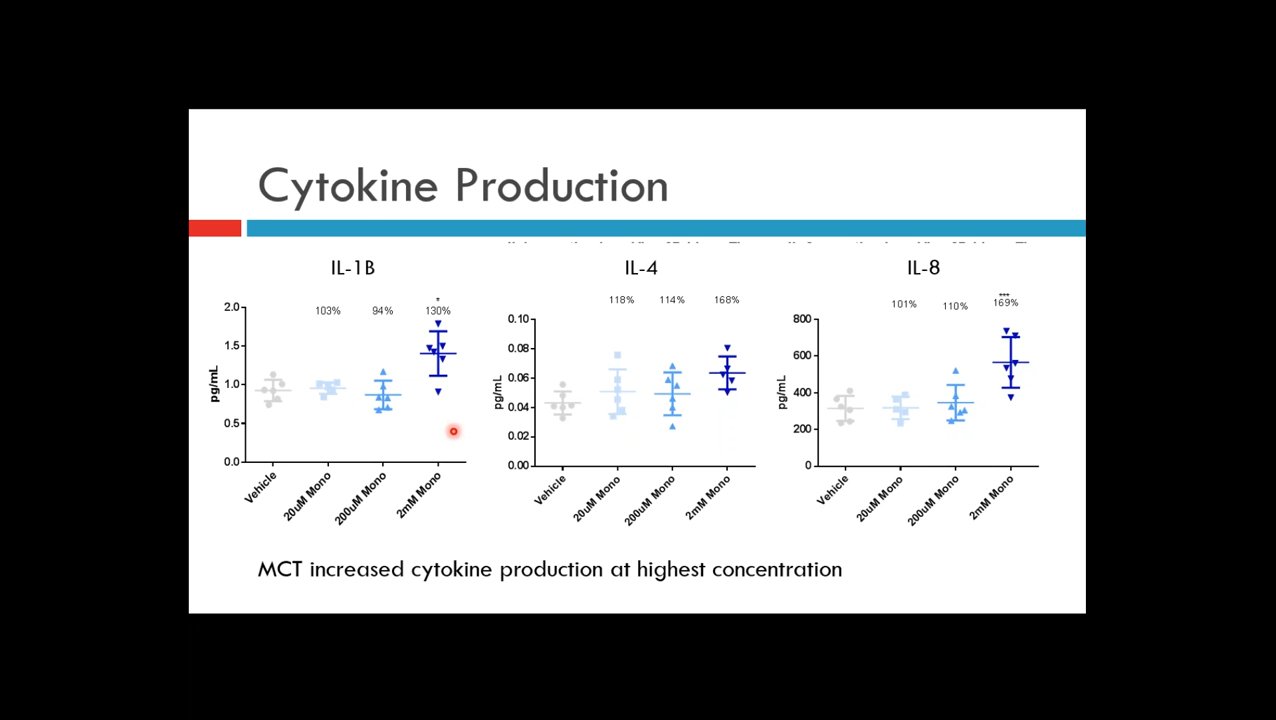 Cytokine Production
IL-1B
IL-4
IL-8
103%
94%
*
130%
2.0
1.5
1.0
0.5
0.0
pg/mL
Vehicle
20uM Mono
200uM Mono
2mM Mono
118%
114%
168%
0.10
0.08
0.06
0.04
0.02
0.00
pg/mL
Vehicle
20uM Mono
200uM Mono
2mM Mono
101%
110%
***
169%
800
600
400
200
0
pg/mL
Vehicle
20uM Mono
200uM Mono
2mM Mono
MCT increased cytokine production at highest concentration